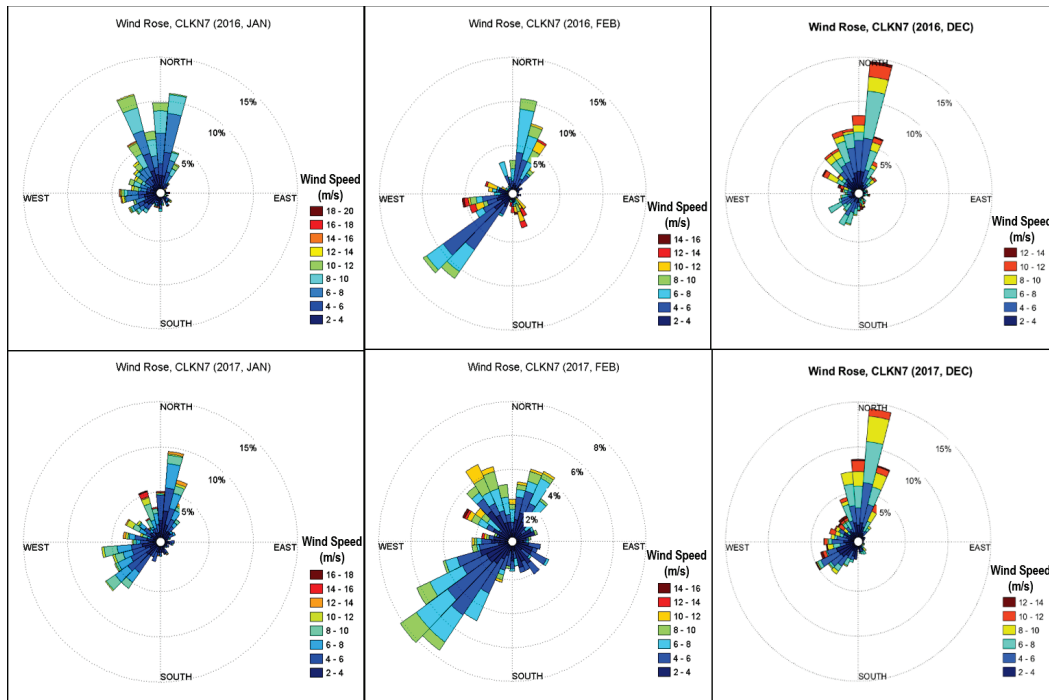 Wind Rose, CLKN7 (2016, JAN)
NORTH
15%
10%
5%
WEST
EAST
SOUTH
Wind Speed
(m/s)
18 - 20
16 - 18
14 - 16
12 - 14
10 - 12
8 - 10
6 - 8
4 - 6
2 - 4
Wind Rose, CLKN7 (2016, FEB)
NORTH
15%
10%
5%
WEST
EAST
SOUTH
Wind Speed
(m/s)
14 - 16
12 - 14
10 - 12
8 - 10
6 - 8
4 - 6
2 - 4
Wind Rose, CLKN7 (2016, DEC)
NORTH
15%
10%
5%
WEST
EAST
SOUTH
Wind Speed
(m/s)
12 - 14
10 - 12
8 - 10
6 - 8
4 - 6
2 - 4
Wind Rose, CLKN7 (2017, JAN)
NORTH
15%
10%
5%
WEST
EAST
SOUTH
Wind Speed
(m/s)
16 - 18
14 - 16
12 - 14
10 - 12
8 - 10
6 - 8
4 - 6
2 - 4
Wind Rose, CLKN7 (2017, FEB)
NORTH
8%
6%
4%
2%
WEST
EAST
SOUTH
Wind Speed
(m/s)
14 - 16
12 - 14
10 - 12
8 - 10
6 - 8
4 - 6
2 - 4
Wind Rose, CLKN7 (2017, DEC)
NORTH
15%
10%
5%
WEST
EAST
SOUTH
Wind Speed
(m/s)
12 - 14
10 - 12
8 - 10
6 - 8
4 - 6
2 - 4